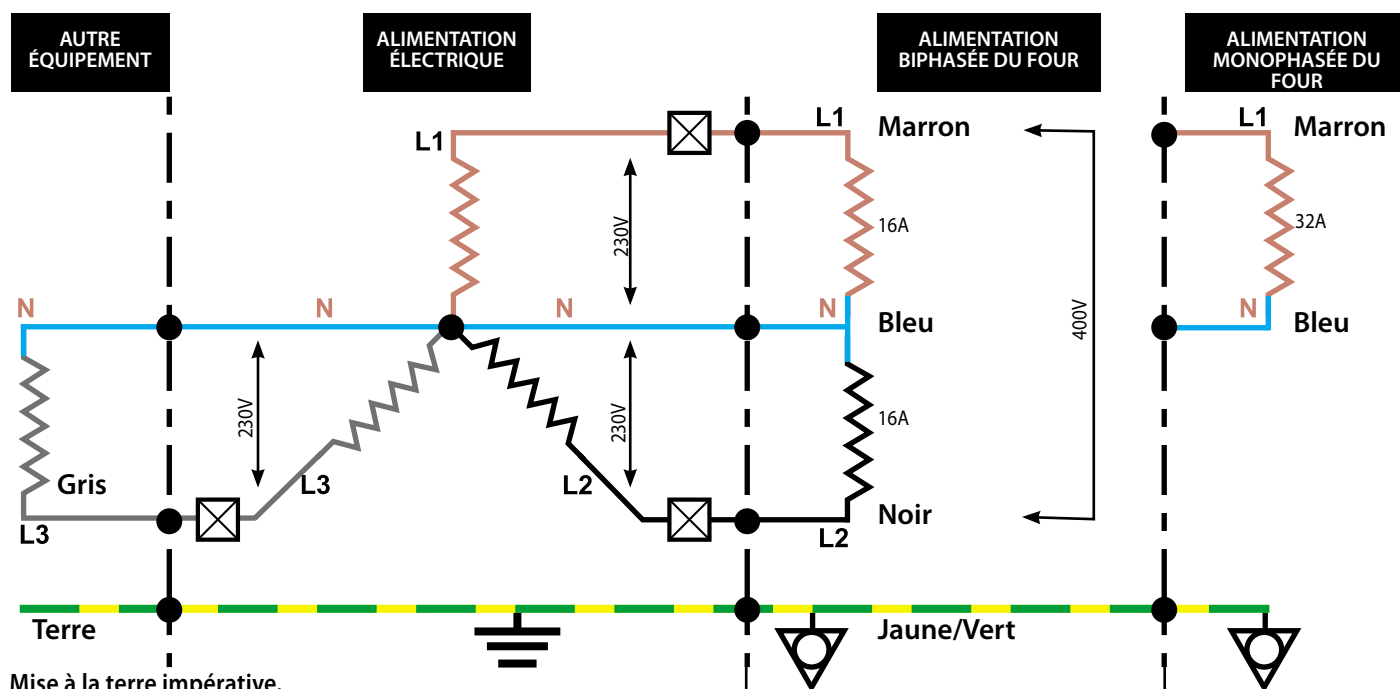 AUTRE
ÉQUIPEMENT
ALIMENTATION
ÉLECTRIQUE
ALIMENTATION
BIPHASÉE DU FOUR
ALIMENTATION
MONOPHASÉE DU
FOUR
L1
L1
Marron
L1
Marron
230V
16A
400V
32A
N
N
N
N
Bleu
N
Bleu
230V
230V
16A
Gris
L3
L2
L3
L2
Noir
Terre
Jaune/Vert
Mise à la terre impérative.